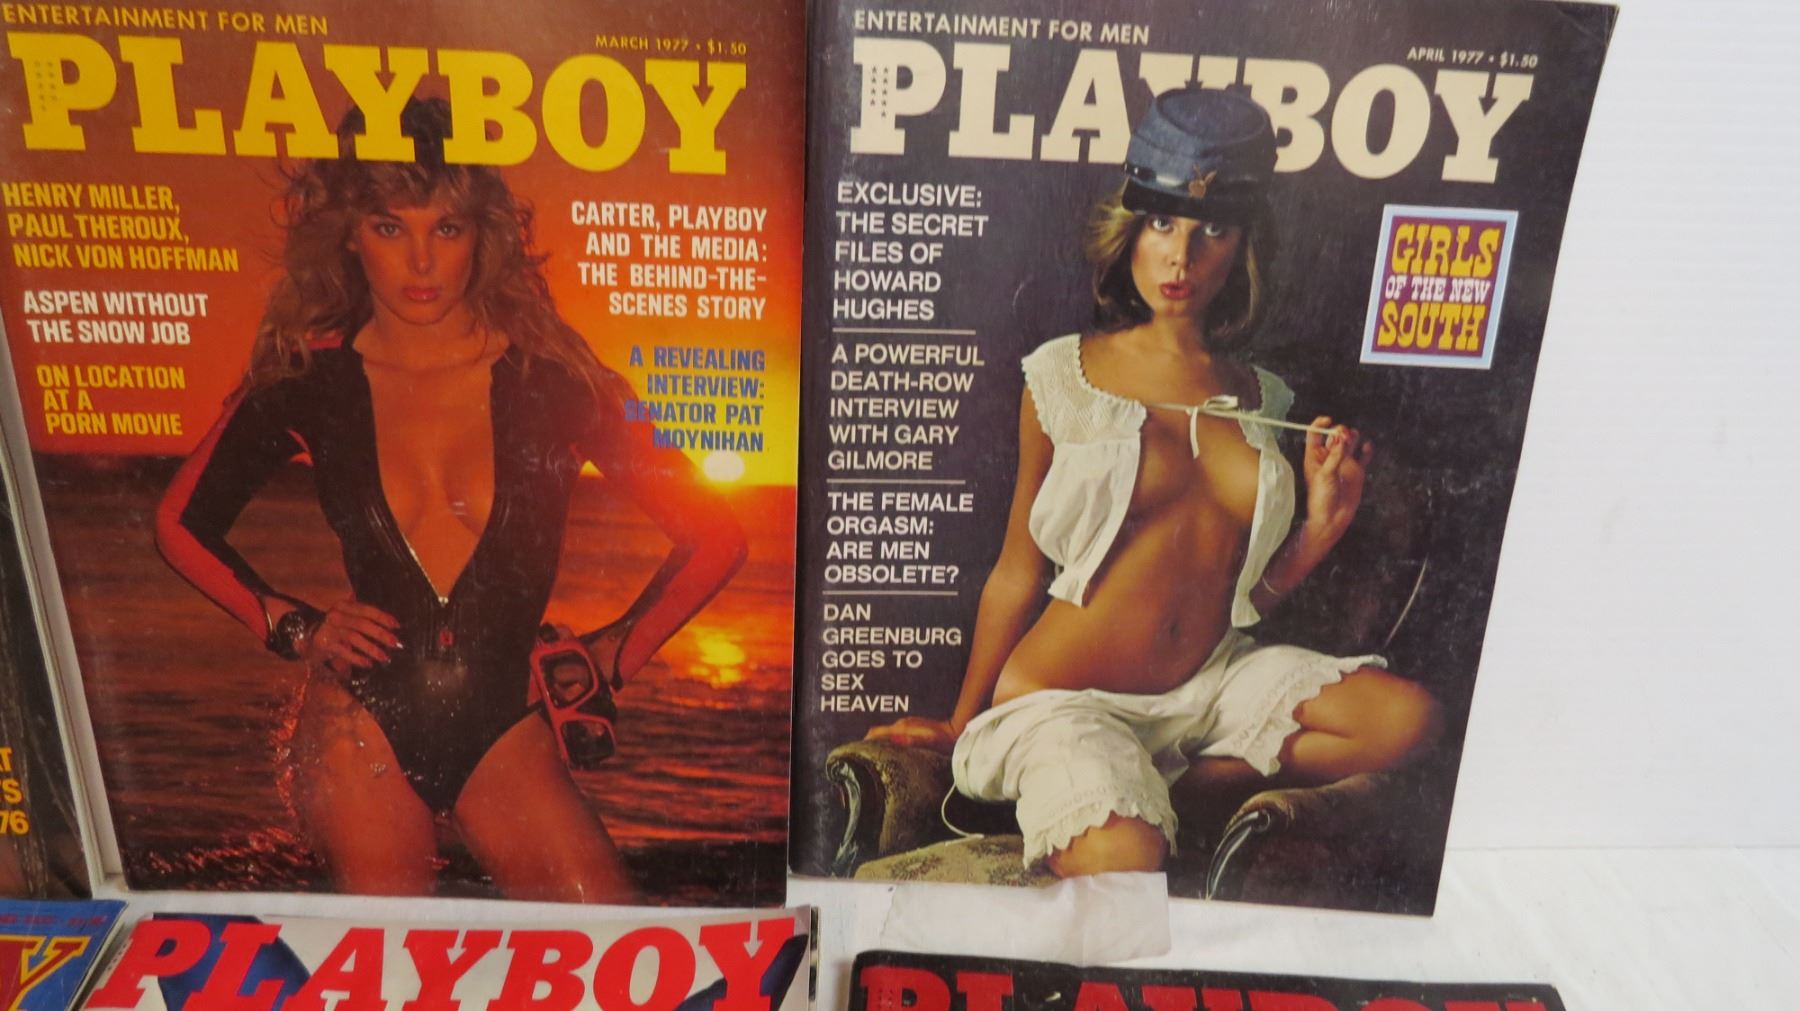 ENTERTAINMENT FOR MEN
PLAYBOY
MARCH 1977 • $1.50
HENRY MILLER,
PAUL THEROUX,
NICK VON HOFFMAN
ASPEN WITHOUT
THE SNOW JOB
ON LOCATION
AT A
PORN MOVIE
CARTER, PLAYBOY
AND THE MEDIA:
THE BEHIND-THE-
SCENES STORY
A REVEALING
INTERVIEW:
SENATOR PAT
MOYNIHAN
ENTERTAINMENT FOR MEN
PLAYBOY
APRIL 1977 • $1.50
EXCLUSIVE:
THE SECRET
FILES OF
HOWARD
HUGHES
A POWERFUL
DEATH-ROW
INTERVIEW
WITH GARY
GILMORE
THE FEMALE
ORGASM:
ARE MEN
OBSOLETE?
DAN
GREENBURG
GOES TO
SEX
HEAVEN
GIRLS
OF THE NEW
SOUTH
76
PLAYBOY
PLAYBOY